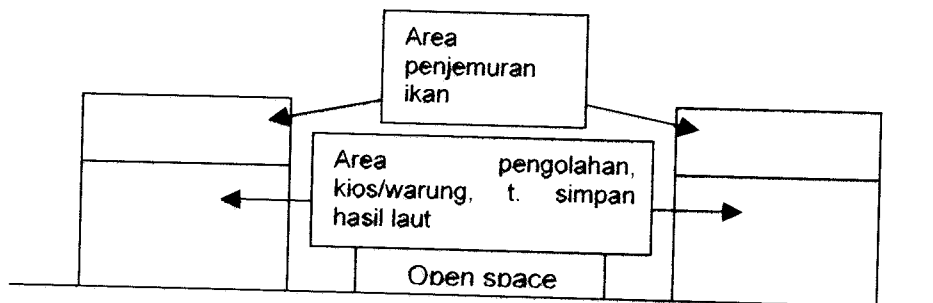 Area
penjemuran
ikan
Area pengolahan,
kios/warung, t. simpan
hasil laut
Open space